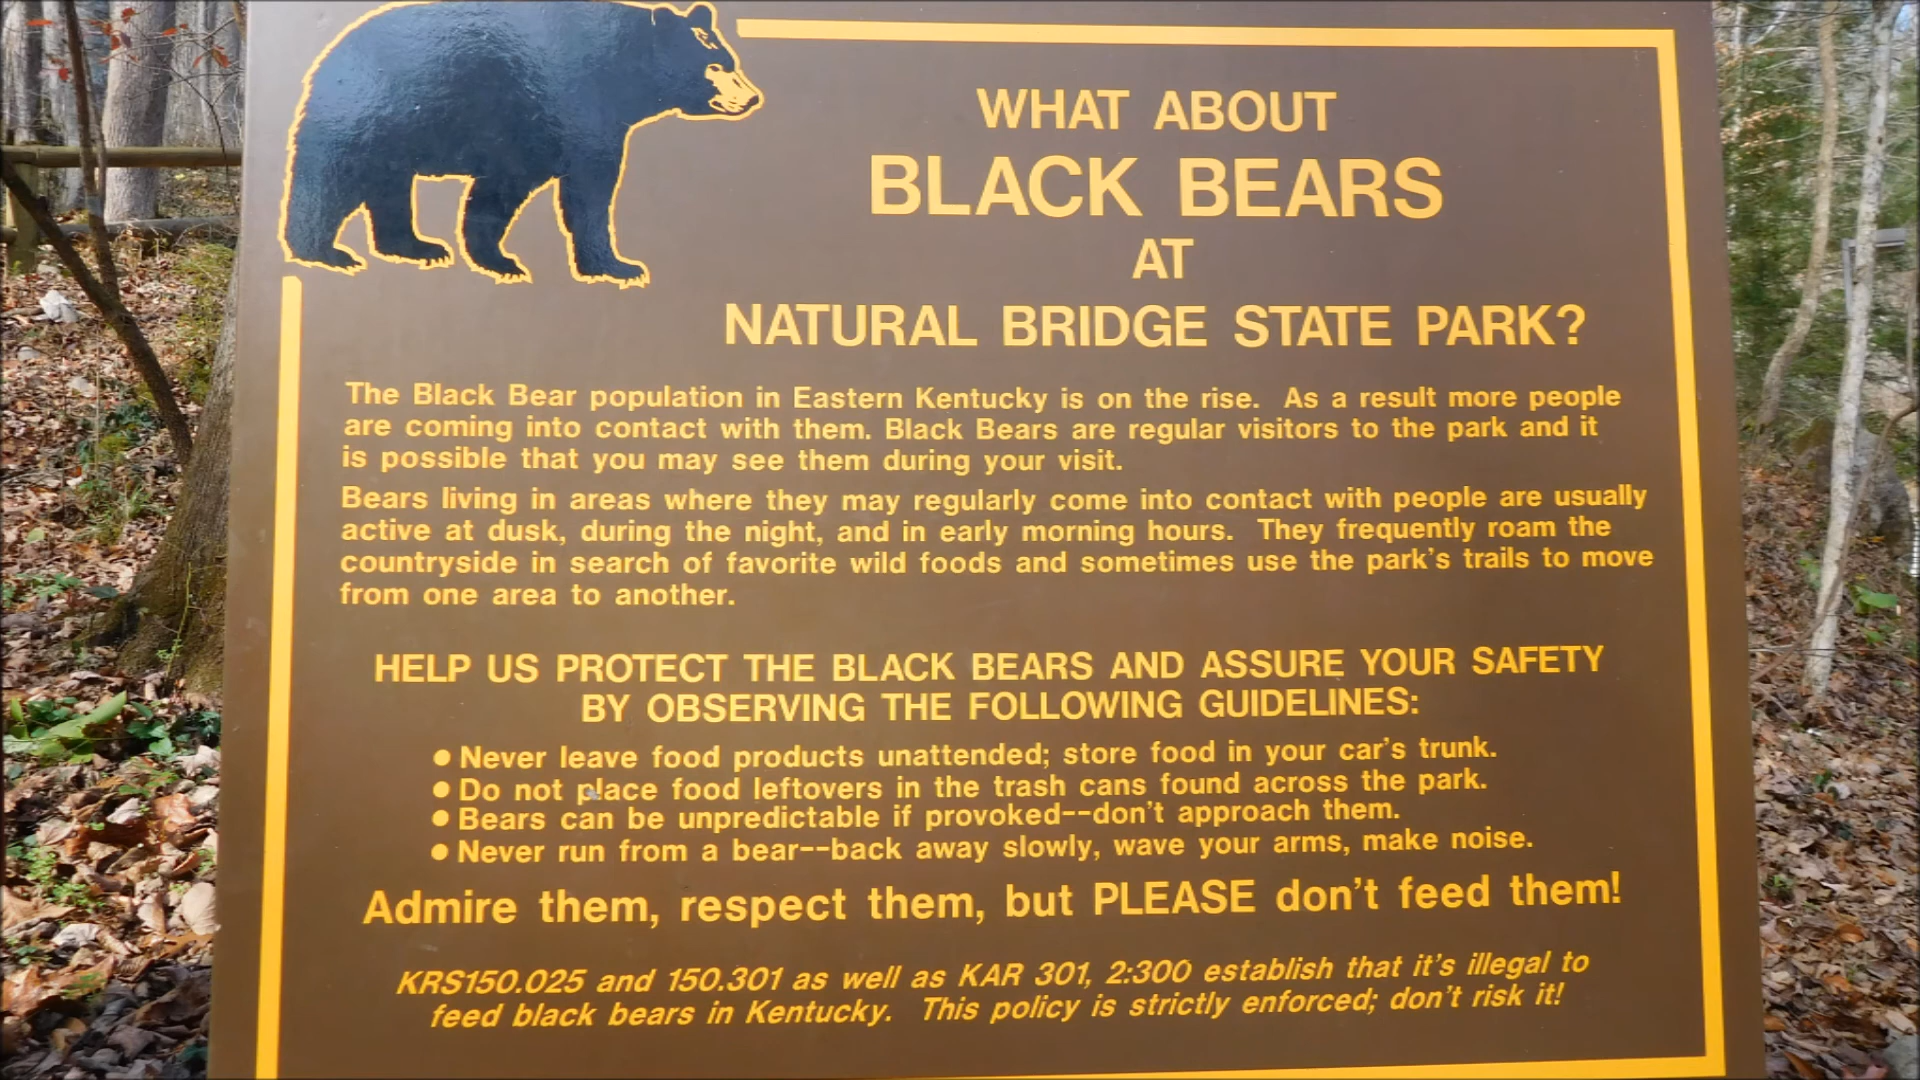 WHAT ABOUT
BLACK BEARS
AT
NATURAL BRIDGE STATE PARK?
The Black Bear population in Eastern Kentucky is on the rise. As a result more people
are coming into contact with them. Black Bears are regular visitors to the park and it
is possible that you may see them during your visit.
Bears living in areas where they may regularly come into contact with people are usually
active at dusk, during the night, and in early morning hours. They frequently roam the
countryside in search of favorite wild foods and sometimes use the park's trails to move
from one area to another.
HELP US PROTECT THE BLACK BEARS AND ASSURE YOUR SAFETY
BY OBSERVING THE FOLLOWING GUIDELINES:
● Never leave food products unattended; store food in your car's trunk.
● Do not place food leftovers in the trash cans found across the park.
● Bears can be unpredictable if provoked--don't approach them.
● Never run from a bear--back away slowly, wave your arms, make noise.
Admire them, respect them, but PLEASE don't feed them!
KRS150.025 and 150.301 as well as KAR 301, 2:300 establish that it's illegal to
feed black bears in Kentucky. This policy is strictly enforced; don't risk it!